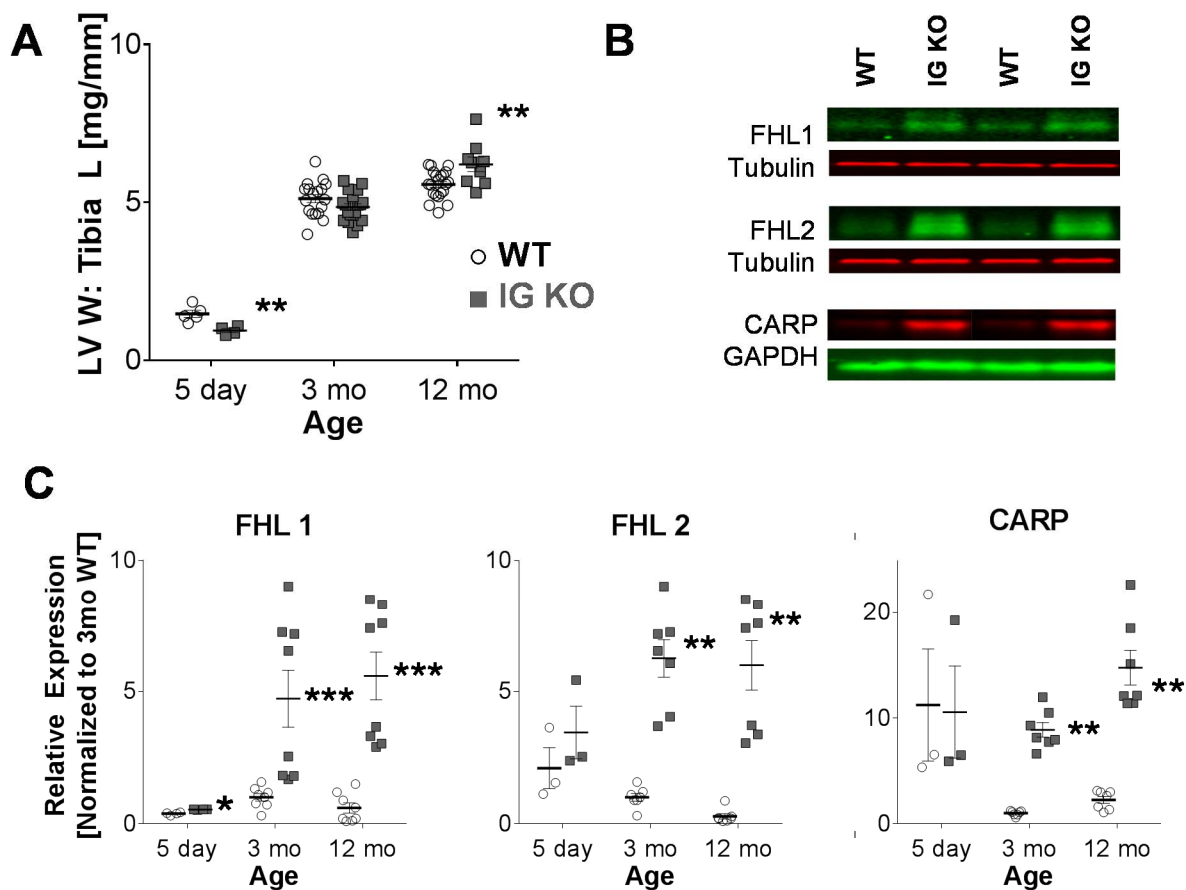 A
LV W: Tibia L [mg/mm]
10
5
0
**
**
WT
IG KO
5 day 3 mo 12 mo
Age
B
WT IG KO WT IG KO
FHL1
Tubulin
FHL2
Tubulin
CARP
GAPDH
C
Relative Expression
[Normalized to 3mo WT]
FHL 1
10
5
0
*
***
***
5 day 3 mo 12 mo
Age
FHL 2
10
5
0
**
**
5 day 3 mo 12 mo
Age
CARP
20
10
0
**
**
5 day 3 mo 12 mo
Age